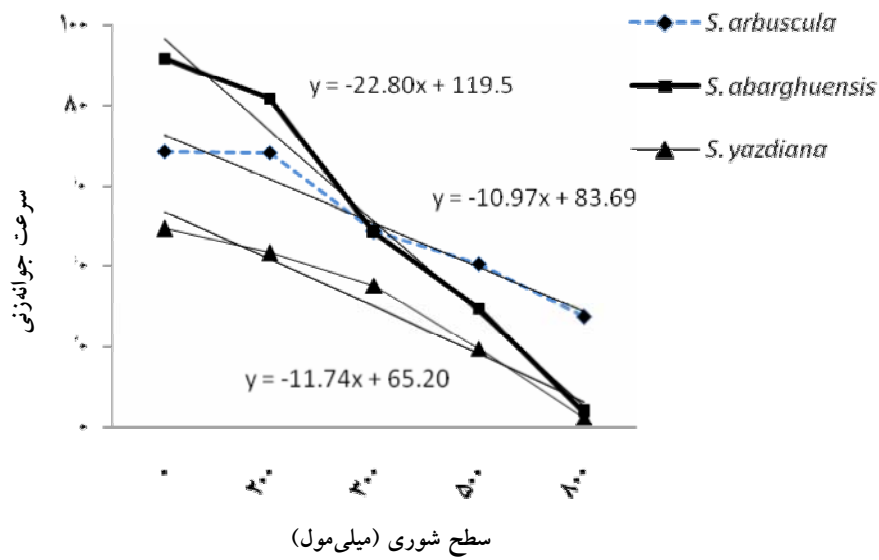 ۱۰۰
۸۰
سرعت جوانه‌زنی
S. arbuscula
S. abarghuensis
S. yazdiana
y = -22.80x + 119.5
y = -10.97x + 83.69
y = -11.74x + 65.20
۰
۰
۳۰۰
۵۰۰
۸۰۰
سطح شوری (میلی‌مول)